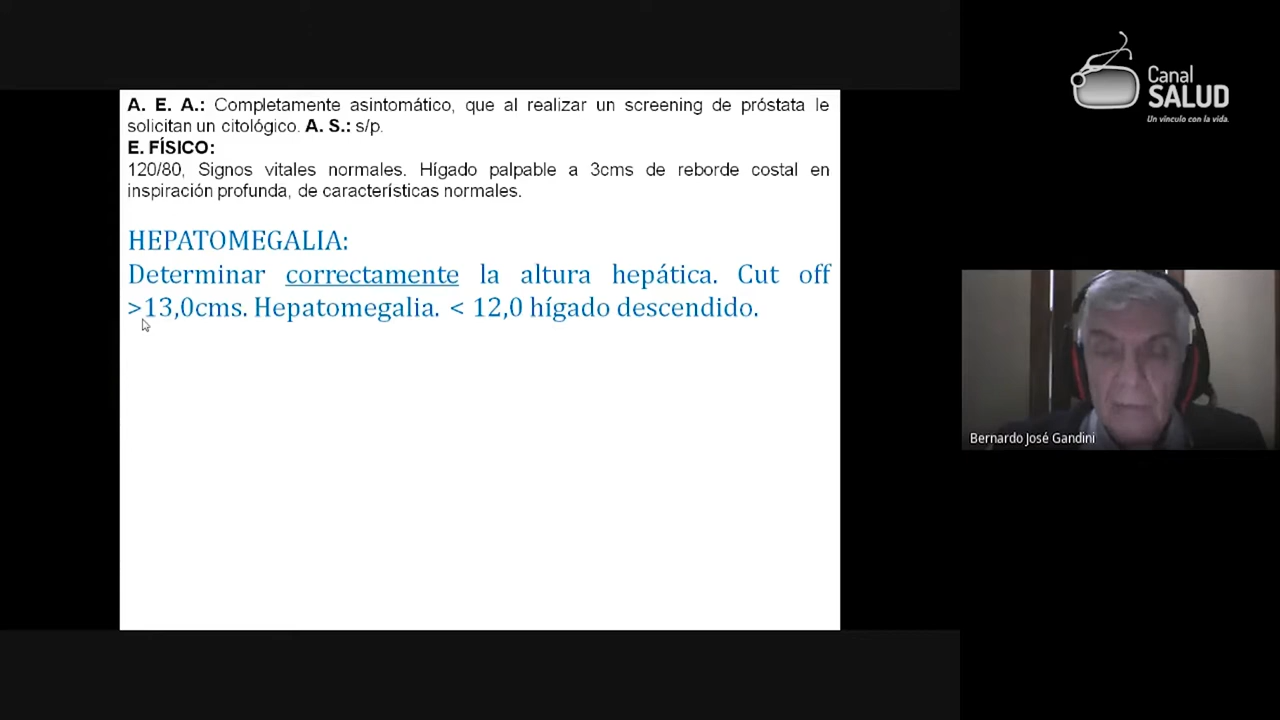 A. E. A.: Completamente asintomático, que al realizar un screening de próstata le
solicitan un citológico. A. S.: s/p.
E. FÍSICO:
120/80, Signos vitales normales. Hígado palpable a 3cms de reborde costal en
inspiración profunda, de características normales.
HEPATOMEGALIA:
Determinar correctamente la altura hepática. Cut off
>13,0cms. Hepatomegalia. < 12,0 hígado descendido.
Canal
SALUD
Un vínculo con la vida.
Bernardo José Gandini